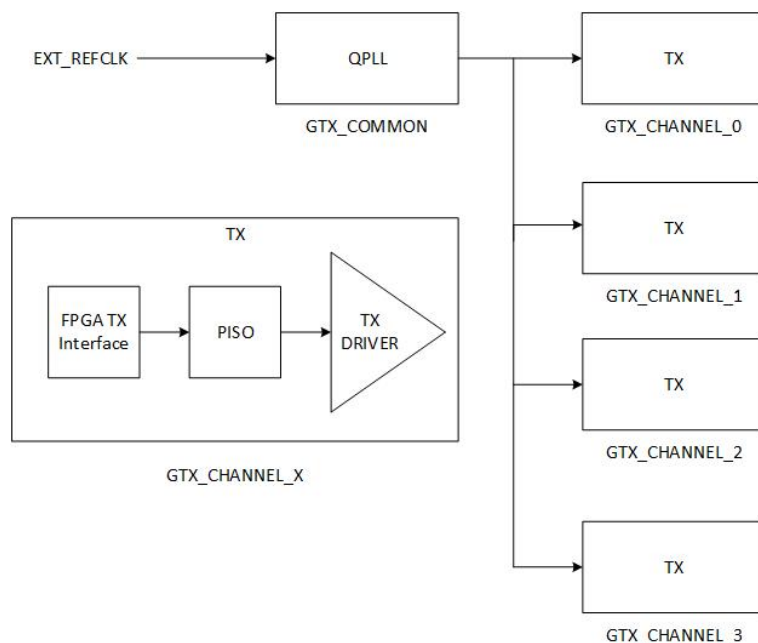 EXT_REFCLK
QPLL
GTX_COMMON
TX
GTX_CHANNEL_0
TX
GTX_CHANNEL_1
TX
GTX_CHANNEL_2
TX
GTX_CHANNEL_3
TX
FPGA TX
Interface
PISO
TX
DRIVER
GTX_CHANNEL_X